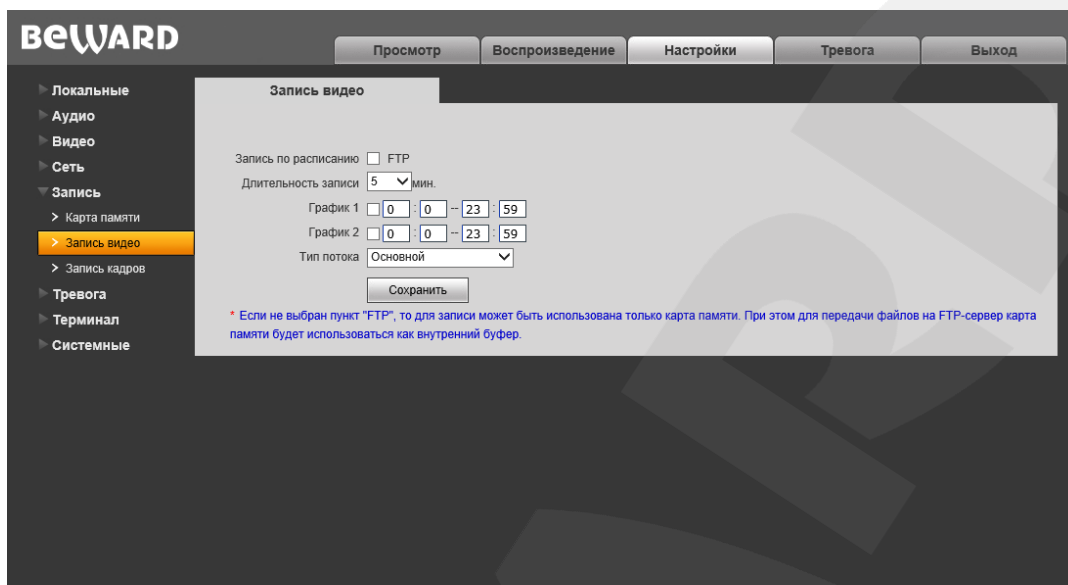 BEWARD
Просмотр Воспроизведение Настройки Тревога Выход
Локальные
Аудио
Видео
Сеть
Запись
> Карта памяти
> Запись видео
> Запись кадров
Тревога
Терминал
Системные
Запись видео
Запись по расписанию FTP
Длительность записи 5 мин.
График 1 0 : 0 -- 23 : 59
График 2 0 : 0 -- 23 : 59
Тип потока Основной
Сохранить
* Если не выбран пункт "FTP", то для записи может быть использована только карта памяти. При этом для передачи файлов на FTP-сервер карта
памяти будет использоваться как внутренний буфер.